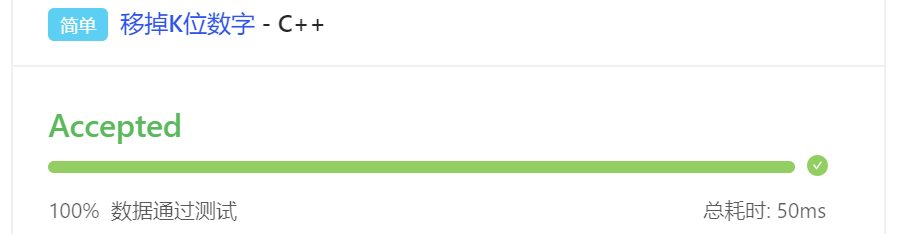 简单 移掉K位数字 - C++
Accepted
100% 数据通过测试 总耗时: 50ms